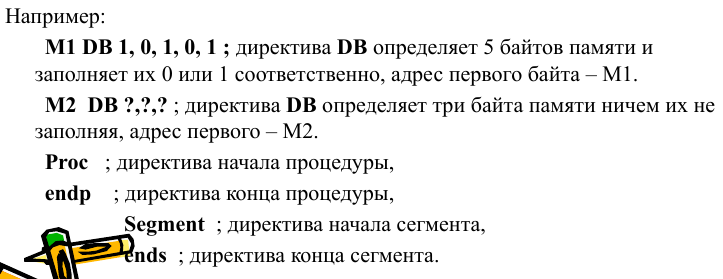 Например:
M1 DB 1, 0, 1, 0, 1 ; директива DB определяет 5 байтов памяти и
заполняет их 0 или 1 соответственно, адрес первого байта – M1.
M2 DB ?,?,? ; директива DB определяет три байта памяти ничем их не
заполняя, адрес первого – M2.
Proc ; директива начала процедуры,
endp ; директива конца процедуры,
Segment ; директива начала сегмента,
ends ; директива конца сегмента.